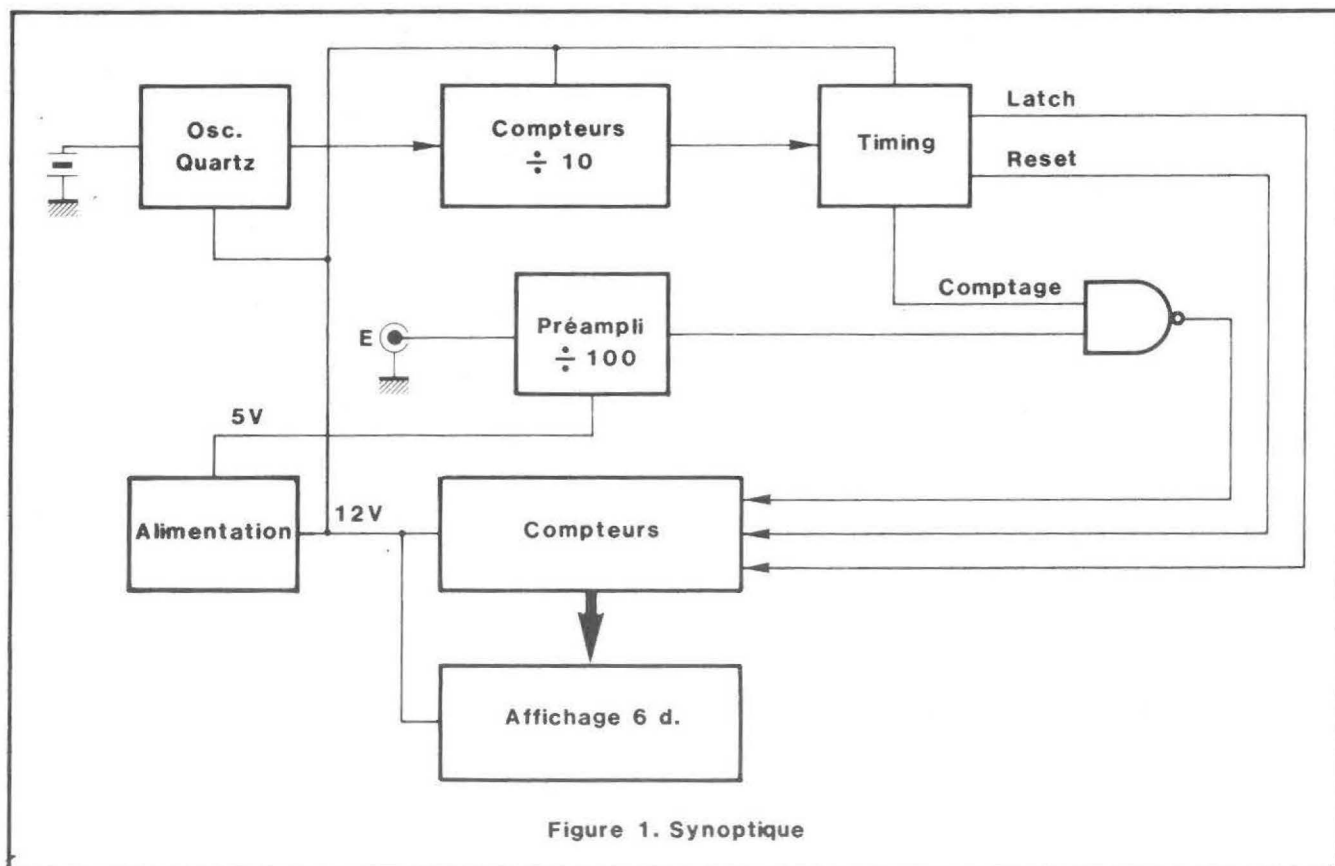 Osc.
Quartz
Compteurs
÷ 10
Timing
Latch
Reset
Comptage
E
Préampli
÷ 100
5V
Alimentation
12V
Compteurs
Affichage 6 d.
Figure 1. Synoptique